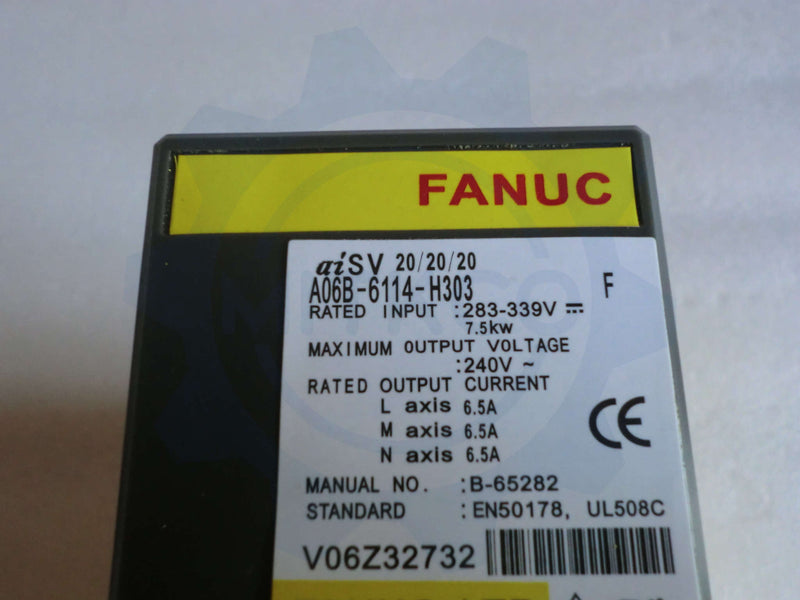 FANUC
αiSV 20/20/20
A06B-6114-H303 F
RATED INPUT :283-339V ⎓
7.5kw
MAXIMUM OUTPUT VOLTAGE
:240V ~
RATED OUTPUT CURRENT
L axis 6.5A
M axis 6.5A
N axis 6.5A
CE
MANUAL NO. :B-65282
STANDARD :EN50178, UL508C
V06Z32732